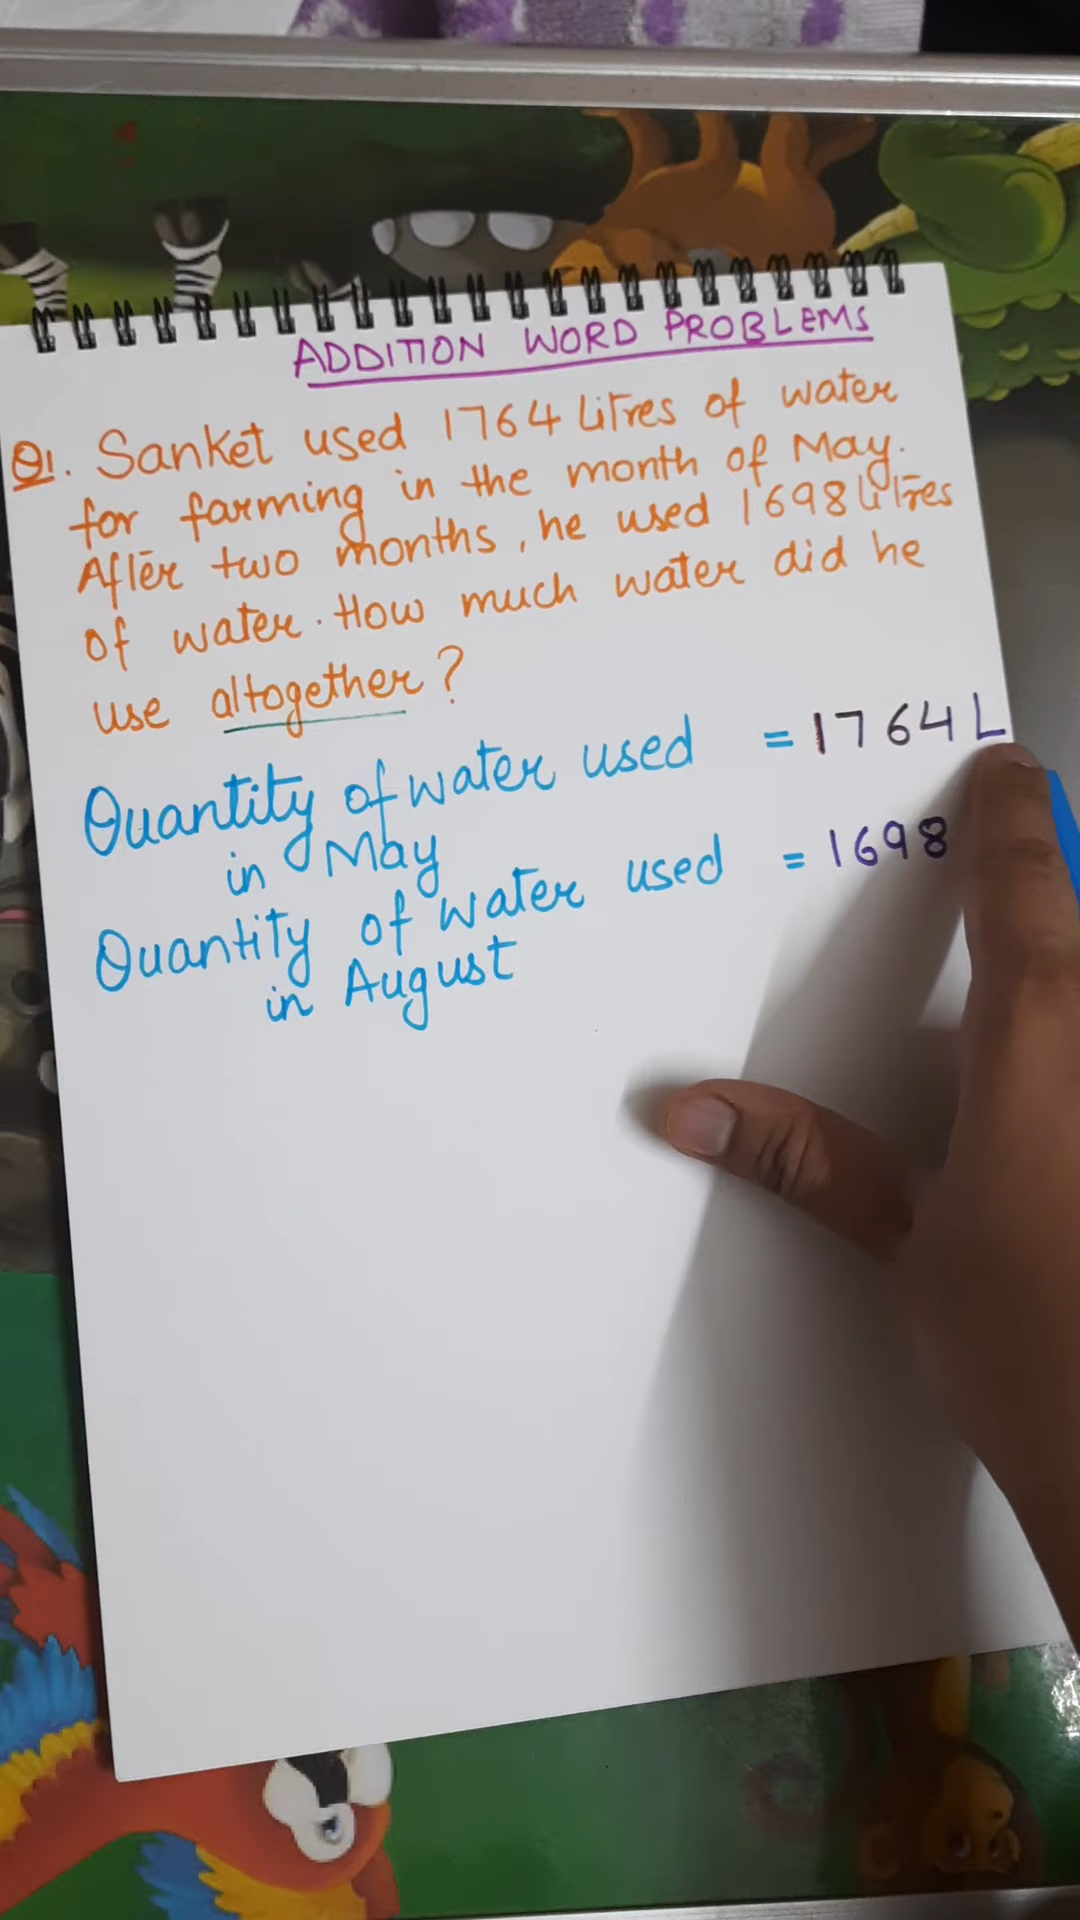 ADDITION WORD PROBLEMS
Q1. Sanket used 1764 Litres of water
for farming in the month of May.
After two months, he used 1698 Litres
of water. How much water did he
use altogether?
Quantity of water used = 1764 L
in May
Quantity of water used = 1698
in August